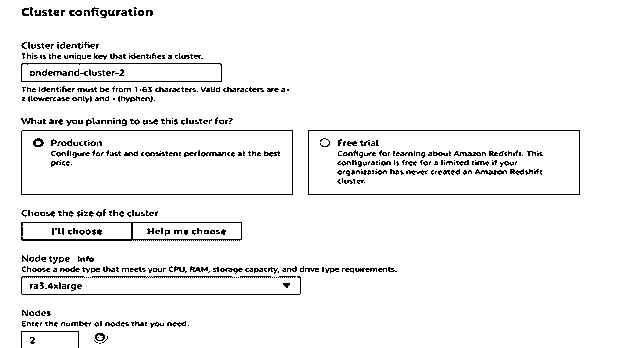 Cluster configuration
Cluster identifier
This is the unique key that identifies a cluster.
ondemand-cluster-2
The identifier must be from 1-63 characters. Valid characters are a-
z (lowercase only) and - (hyphen).
What are you planning to use this cluster for?
Production
Configure for fast and consistent performance at the best
price.
Free trial
Configure for learning about Amazon Redshift. This
configuration is free for a limited time if your
organization has never created an Amazon Redshift
cluster.
Choose the size of the cluster
I'll choose
Help me choose
Node type Info
Choose a node type that meets your CPU, RAM, storage capacity, and drive type requirements.
ra3.4xlarge
Nodes
Enter the number of nodes that you need.
2